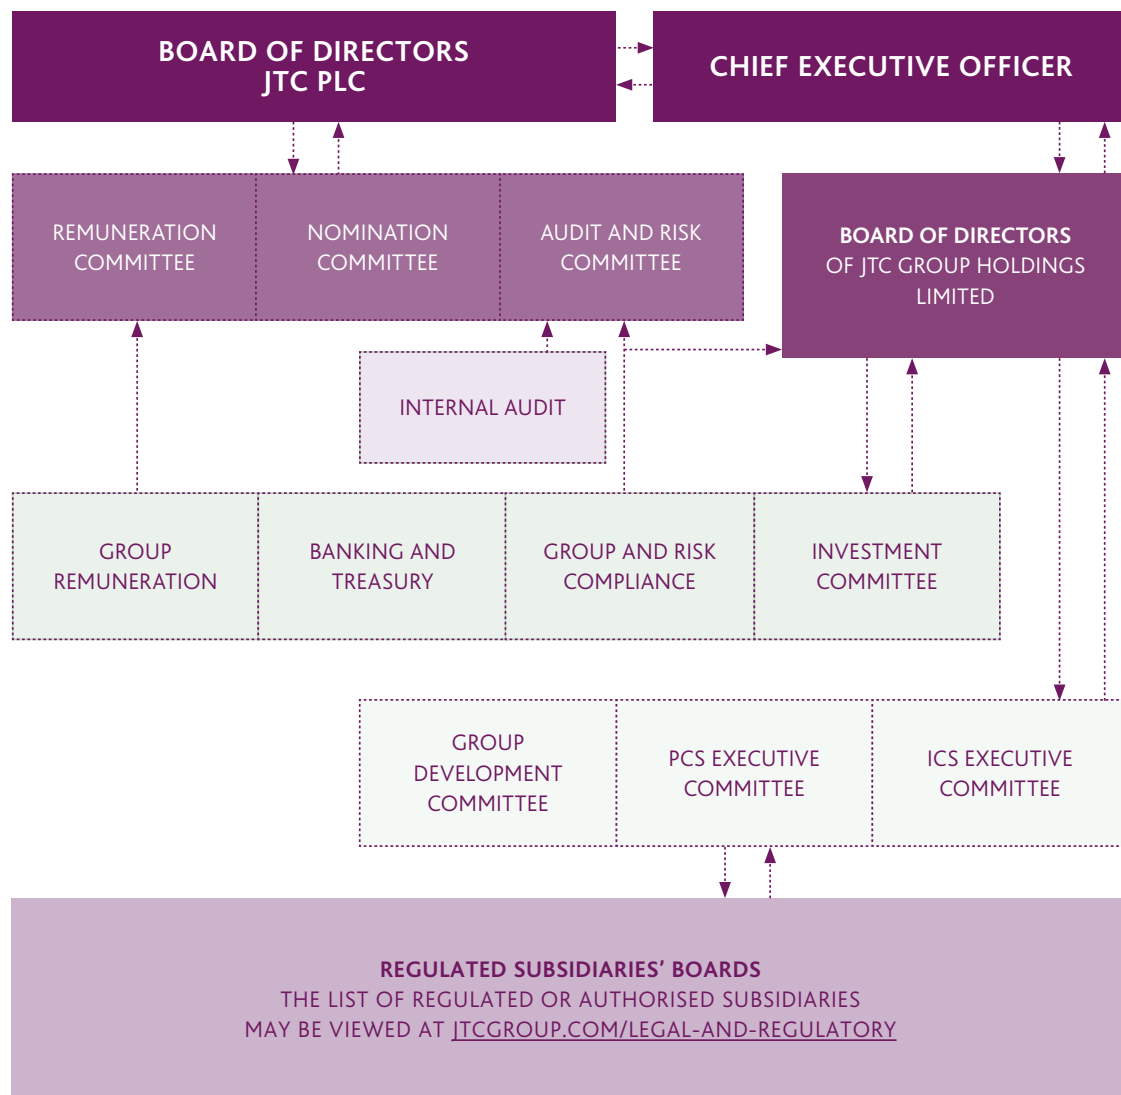 BOARD OF DIRECTORS
JTC PLC
CHIEF EXECUTIVE OFFICER
REMUNERATION
COMMITTEE
NOMINATION
COMMITTEE
AUDIT AND RISK
COMMITTEE
BOARD OF DIRECTORS
OF JTC GROUP HOLDINGS
LIMITED
INTERNAL AUDIT
GROUP
REMUNERATION
BANKING AND
TREASURY
GROUP AND RISK
COMPLIANCE
INVESTMENT
COMMITTEE
GROUP
DEVELOPMENT
COMMITTEE
PCS EXECUTIVE
COMMITTEE
ICS EXECUTIVE
COMMITTEE
REGULATED SUBSIDIARIES’ BOARDS
THE LIST OF REGULATED OR AUTHORISED SUBSIDIARIES
MAY BE VIEWED AT JTCGROUP.COM/LEGAL-AND-REGULATORY